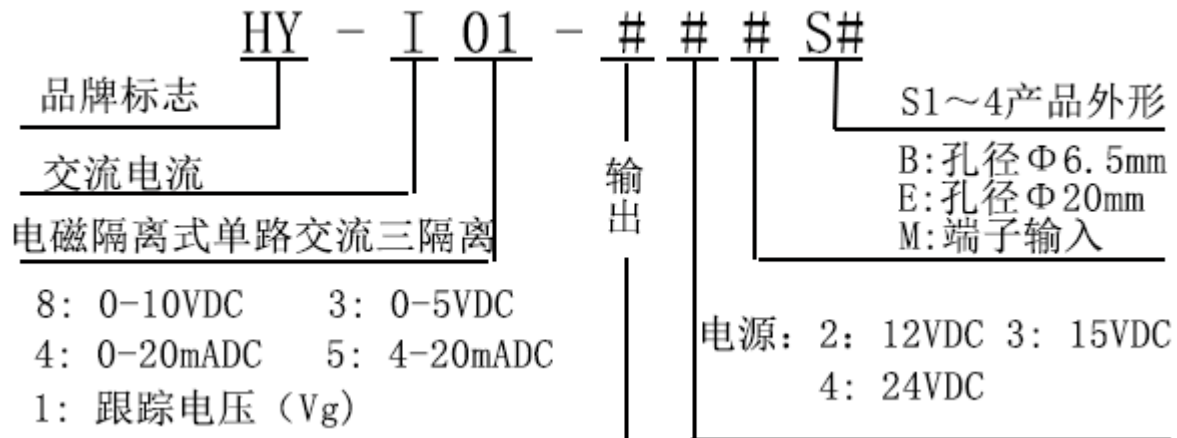 HY - I 01 - # # # S#
品牌标志
S1～4产品外形
交流电流
输出
B:孔径Φ6.5mm
E:孔径Φ20mm
M:端子输入
电磁隔离式单路交流三隔离
8: 0-10VDC 3: 0-5VDC
4: 0-20mADC 5: 4-20mADC
1: 跟踪电压（Vg)
电源: 2: 12VDC 3: 15VDC
4: 24VDC